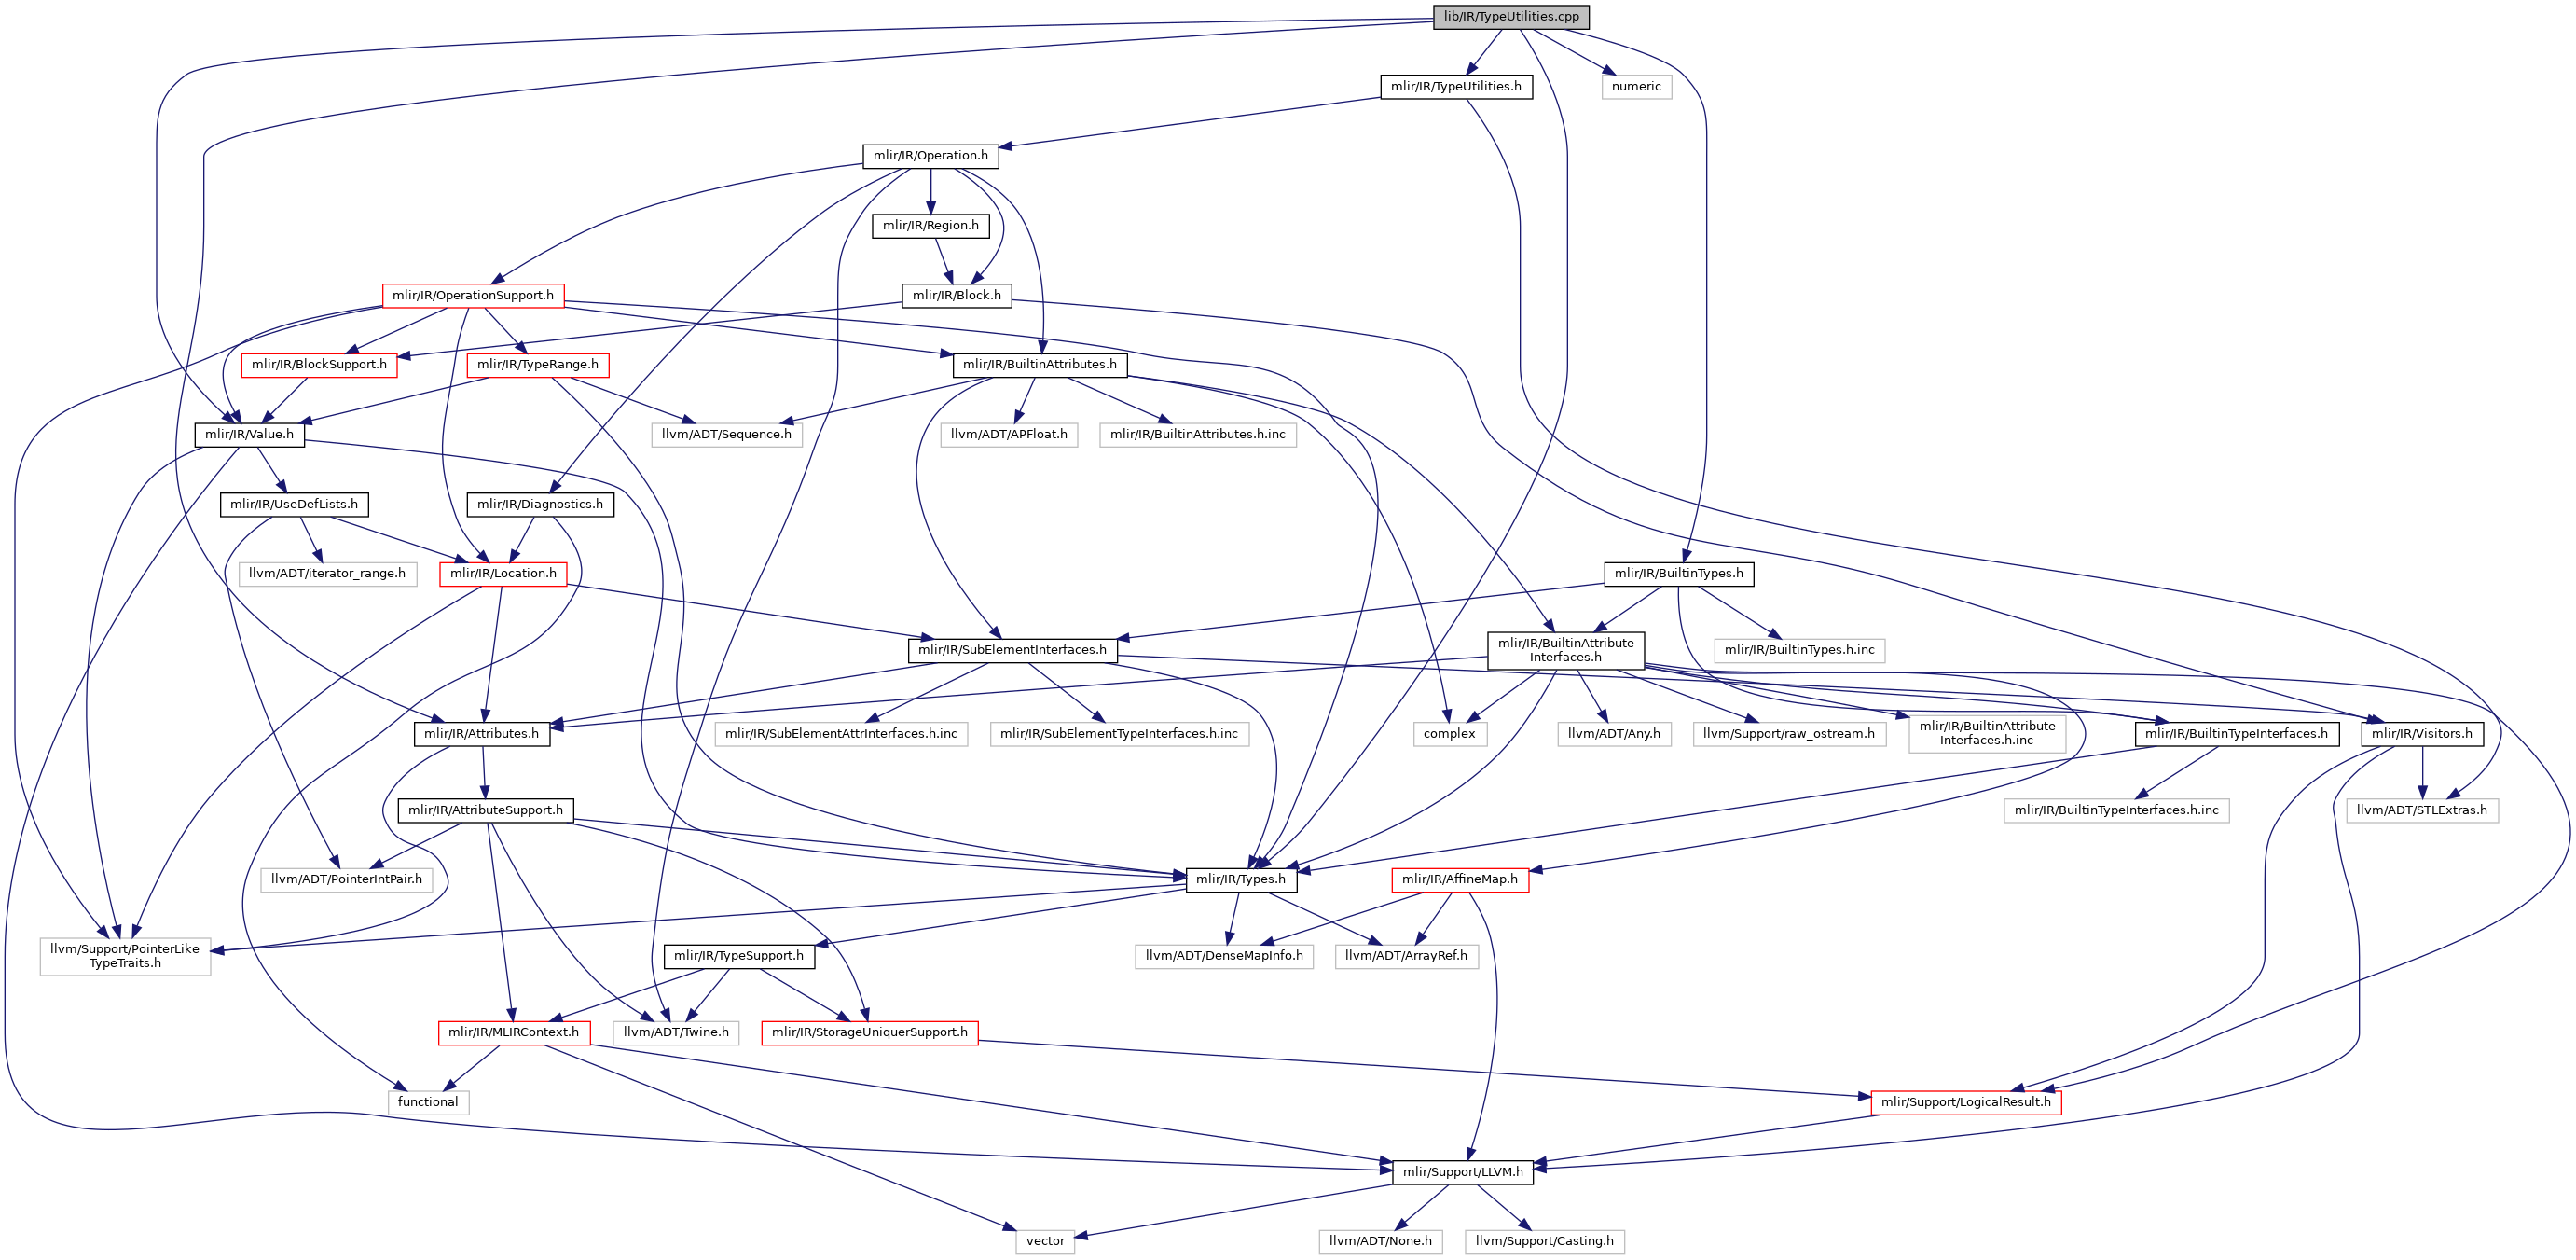 lib/IR/TypeUtilities.cpp
mlir/IR/TypeUtilities.h
numeric
mlir/IR/Operation.h
mlir/IR/Region.h
mlir/IR/OperationSupport.h
mlir/IR/Block.h
mlir/IR/BlockSupport.h
mlir/IR/TypeRange.h
mlir/IR/BuiltinAttributes.h
mlir/IR/Value.h
llvm/ADT/Sequence.h
llvm/ADT/APFloat.h
mlir/IR/BuiltinAttributes.h.inc
mlir/IR/UseDefLists.h
mlir/IR/Diagnostics.h
llvm/ADT/iterator_range.h
mlir/IR/Location.h
mlir/IR/BuiltinTypes.h
mlir/IR/SubElementInterfaces.h
mlir/IR/BuiltinAttribute
Interfaces.h
mlir/IR/BuiltinTypes.h.inc
mlir/IR/Attributes.h
mlir/IR/SubElementAttrInterfaces.h.inc
mlir/IR/SubElementTypeInterfaces.h.inc
complex
llvm/ADT/Any.h
llvm/Support/raw_ostream.h
mlir/IR/BuiltinAttribute
Interfaces.h.inc
mlir/IR/BuiltinTypeInterfaces.h
mlir/IR/Visitors.h
mlir/IR/AttributeSupport.h
mlir/IR/BuiltinTypeInterfaces.h.inc
llvm/ADT/STLExtras.h
llvm/ADT/PointerIntPair.h
mlir/IR/Types.h
mlir/IR/AffineMap.h
llvm/Support/PointerLike
TypeTraits.h
mlir/IR/TypeSupport.h
llvm/ADT/DenseMapInfo.h
llvm/ADT/ArrayRef.h
mlir/IR/MLIRContext.h
llvm/ADT/Twine.h
mlir/IR/StorageUniquerSupport.h
functional
mlir/Support/LogicalResult.h
mlir/Support/LLVM.h
vector
llvm/ADT/None.h
llvm/Support/Casting.h